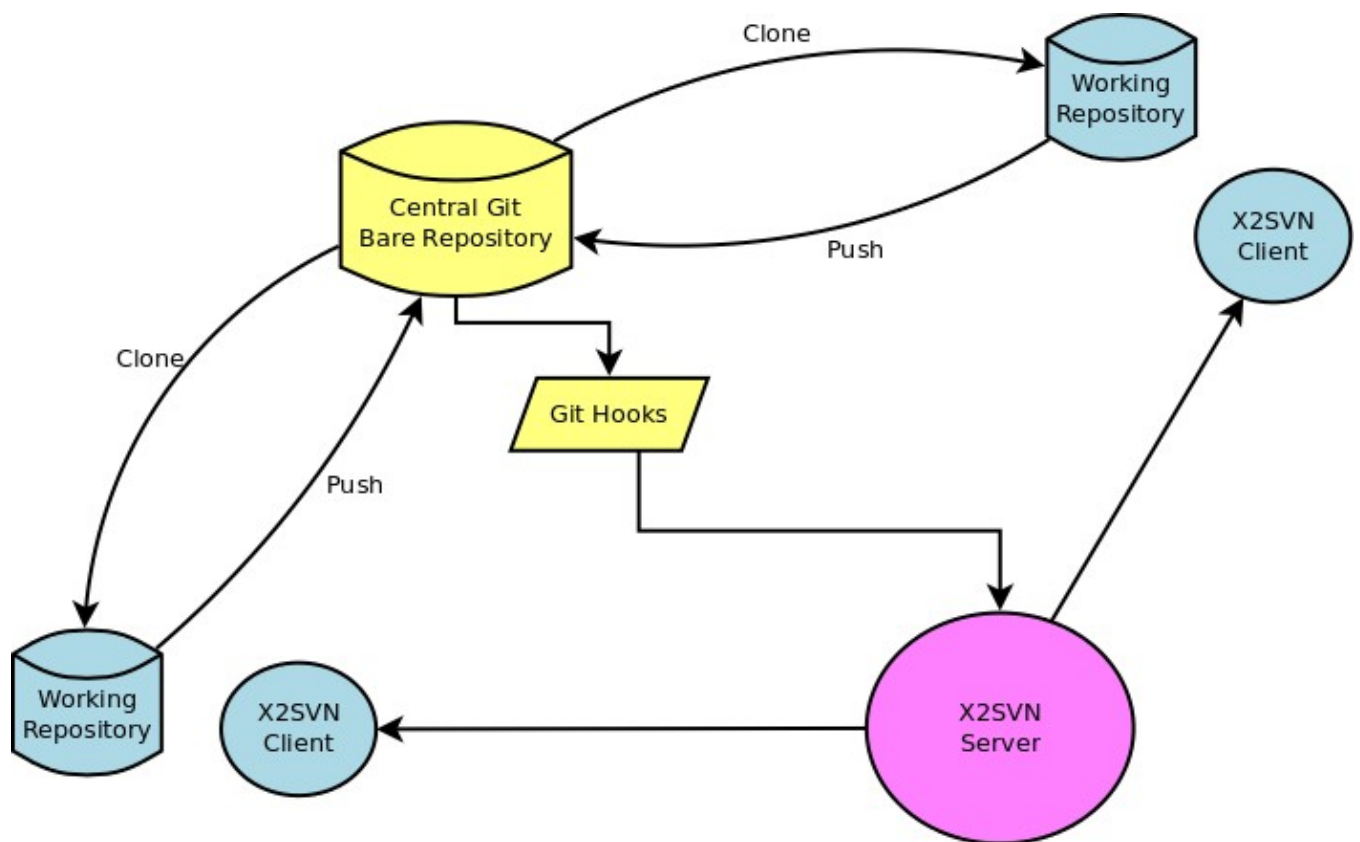 Clone
Working
Repository
Central Git
Bare Repository
X2SVN
Client
Push
Clone
Git Hooks
Push
Working
Repository
X2SVN
Client
X2SVN
Server